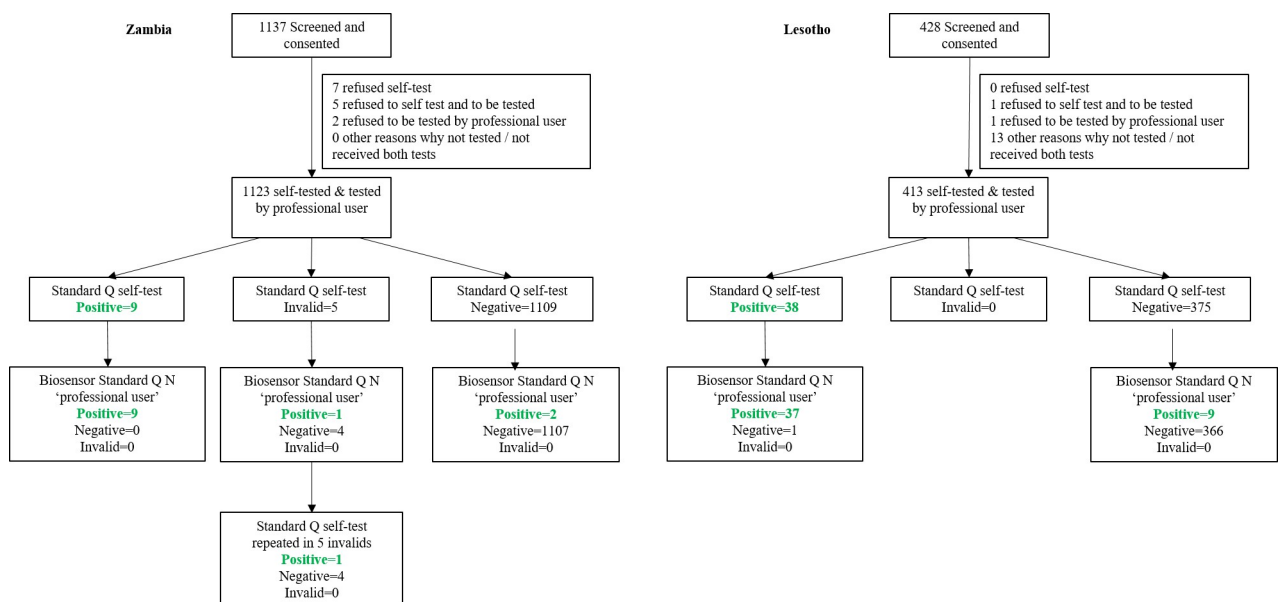 Zambia
1137 Screened and
consented
7 refused self-test
5 refused to self test and to be tested
2 refused to be tested by professional user
0 other reasons why not tested / not
received both tests
1123 self-tested & tested
by professional user
Standard Q self-test
Positive=9
Standard Q self-test
Invalid=5
Standard Q self-test
Negative=1109
Biosensor Standard Q N
‘professional user’
Positive=9
Negative=0
Invalid=0
Biosensor Standard Q N
‘professional user’
Positive=1
Negative=4
Invalid=0
Biosensor Standard Q N
‘professional user’
Positive=2
Negative=1107
Invalid=0
Standard Q self-test
repeated in 5 invalids
Positive=1
Negative=4
Invalid=0
Lesotho
428 Screened and
consented
0 refused self-test
1 refused to self test and to be tested
1 refused to be tested by professional user
13 other reasons why not tested / not
received both tests
413 self-tested & tested
by professional user
Standard Q self-test
Positive=38
Standard Q self-test
Invalid=0
Standard Q self-test
Negative=375
Biosensor Standard Q N
‘professional user’
Positive=37
Negative=1
Invalid=0
Biosensor Standard Q N
‘professional user’
Positive=9
Negative=366
Invalid=0